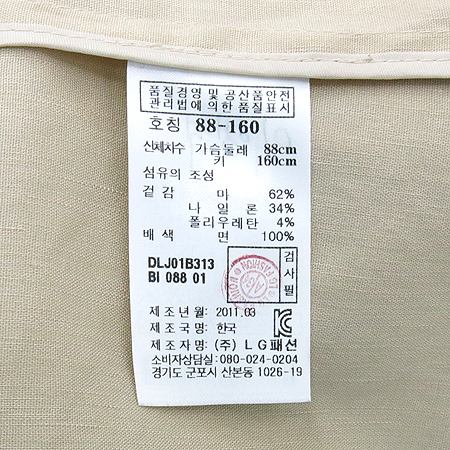 품질경영 및 공산품안전
관리법에 의한 품질표시
호칭 88-160
신체치수 가슴둘레 88cm
키 160cm
섬유의 조성
겉감 마 62%
나일론 34%
폴리우레탄 4%
배색 면 100%
DLJ01B313
BI 088 01
검사필
제조년월: 2011.03
제조국명: 한국
제조자명: (주) LG패션
소비자상담실: 080-024-0204
경기도 군포시 산본동 1026-19